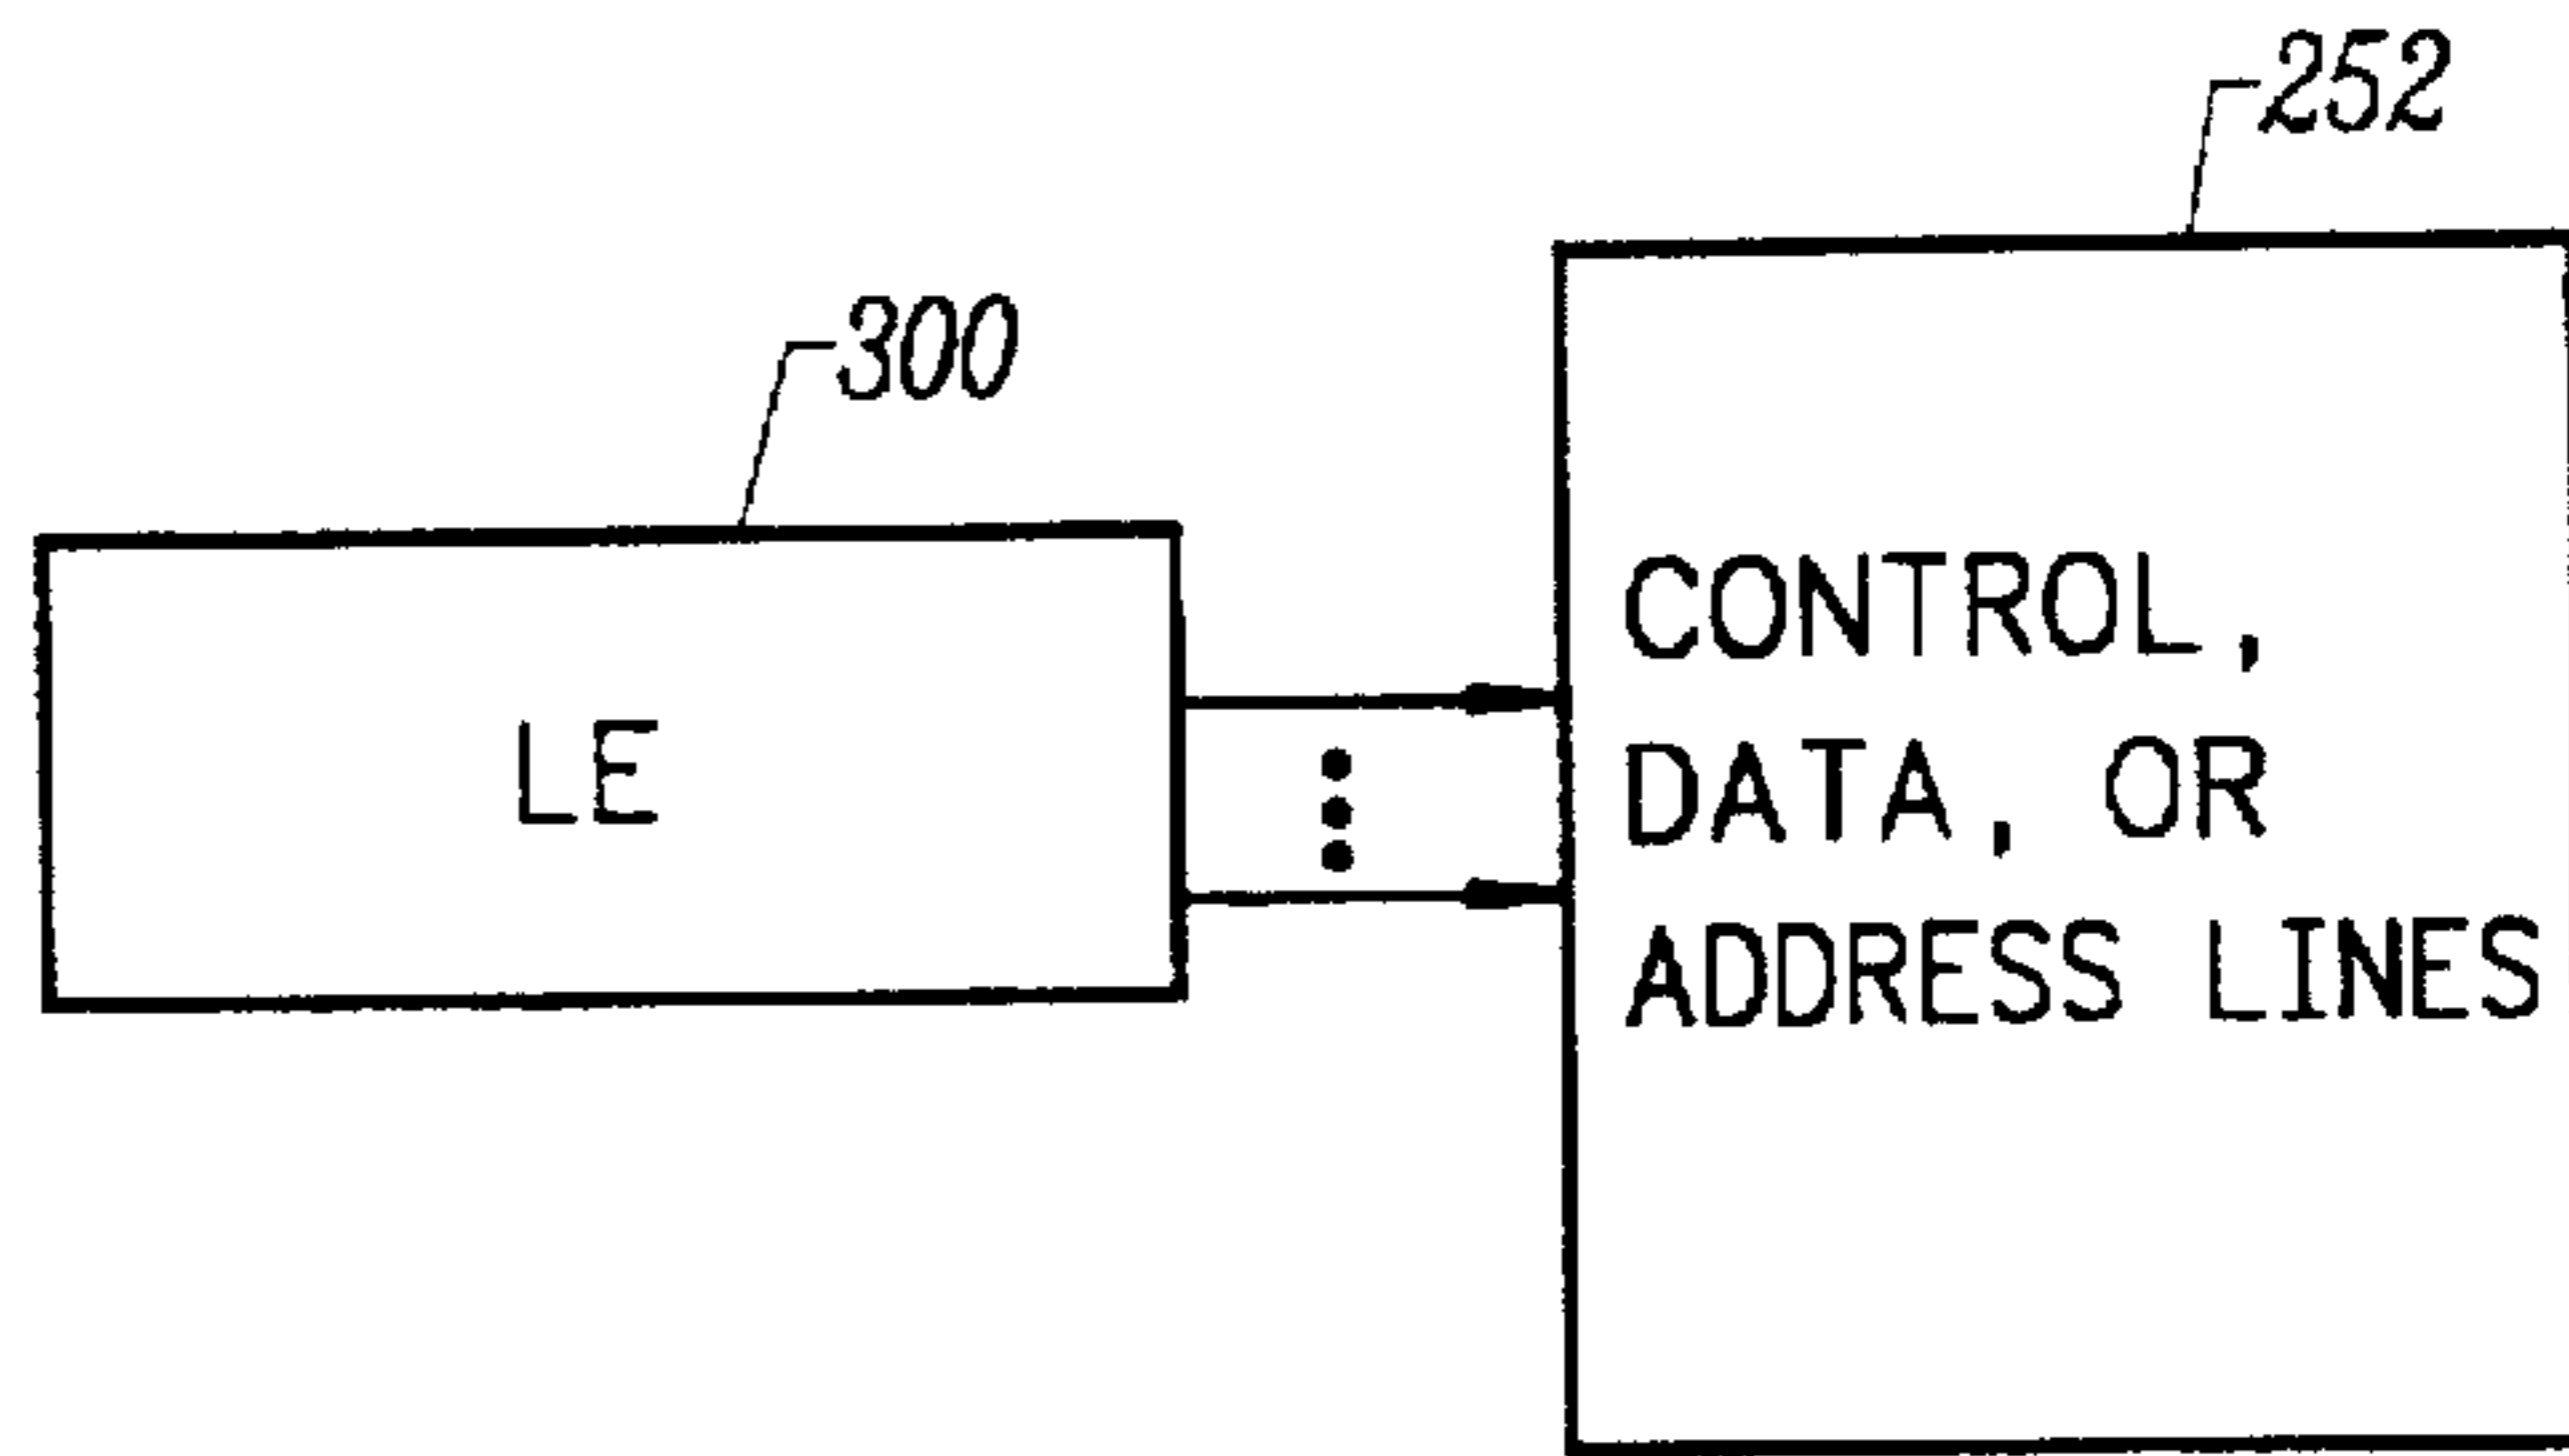 252
300
LE
CONTROL,
DATA, OR
ADDRESS LINES